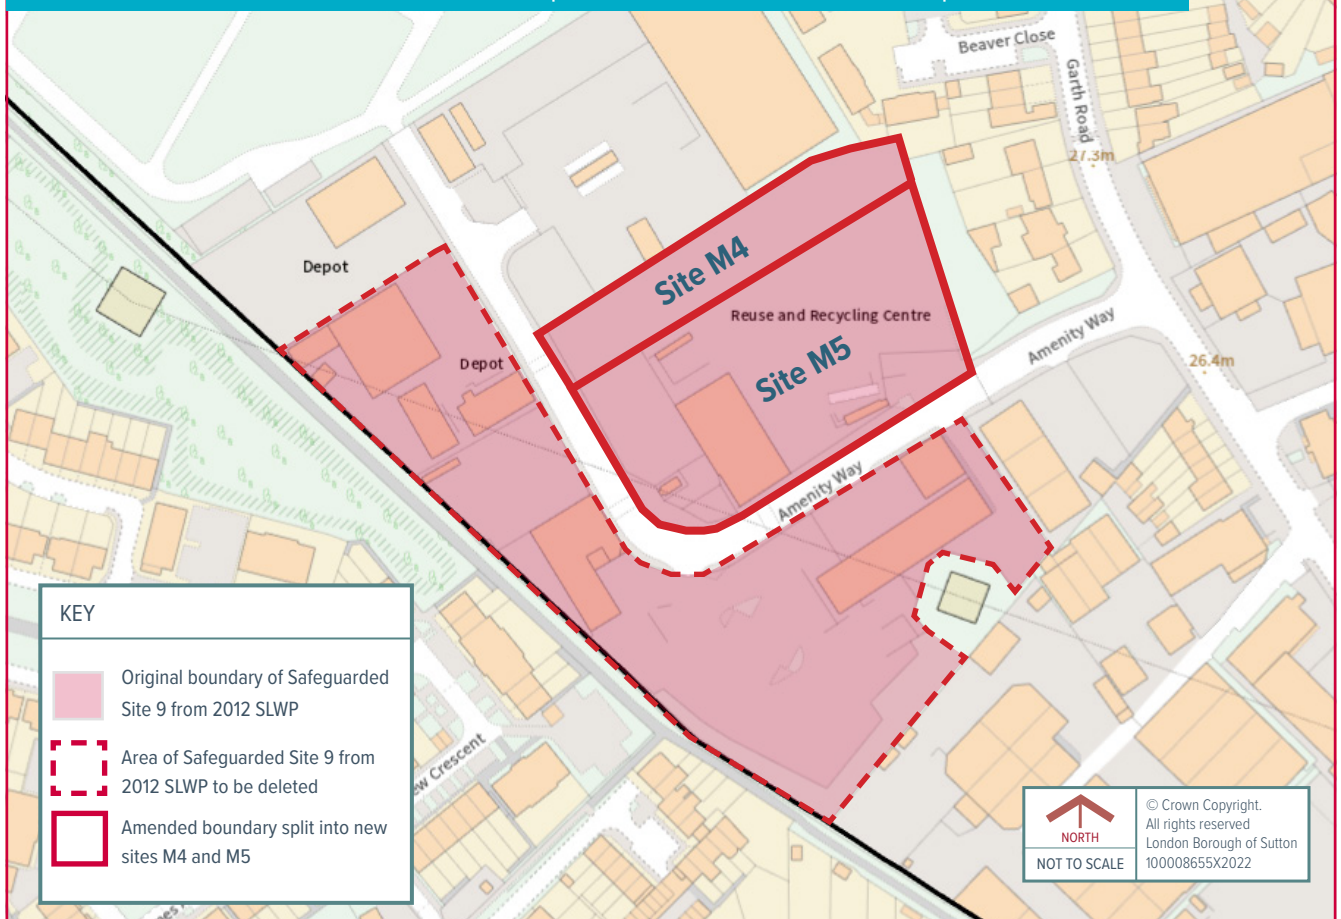 Beaver Close
Garth Road
27.3m
Depot
Site M4
Reuse and Recycling Centre
Amenity Way
Depot
Site M5
26.4m
Amenity Way
KEY
Original boundary of Safeguarded
Site 9 from 2012 SLWP
Area of Safeguarded Site 9 from
2012 SLWP to be deleted
Amended boundary split into new
sites M4 and M5
Crescent
NORTH
NOT TO SCALE
© Crown Copyright.
All rights reserved
London Borough of Sutton
100008655X2022